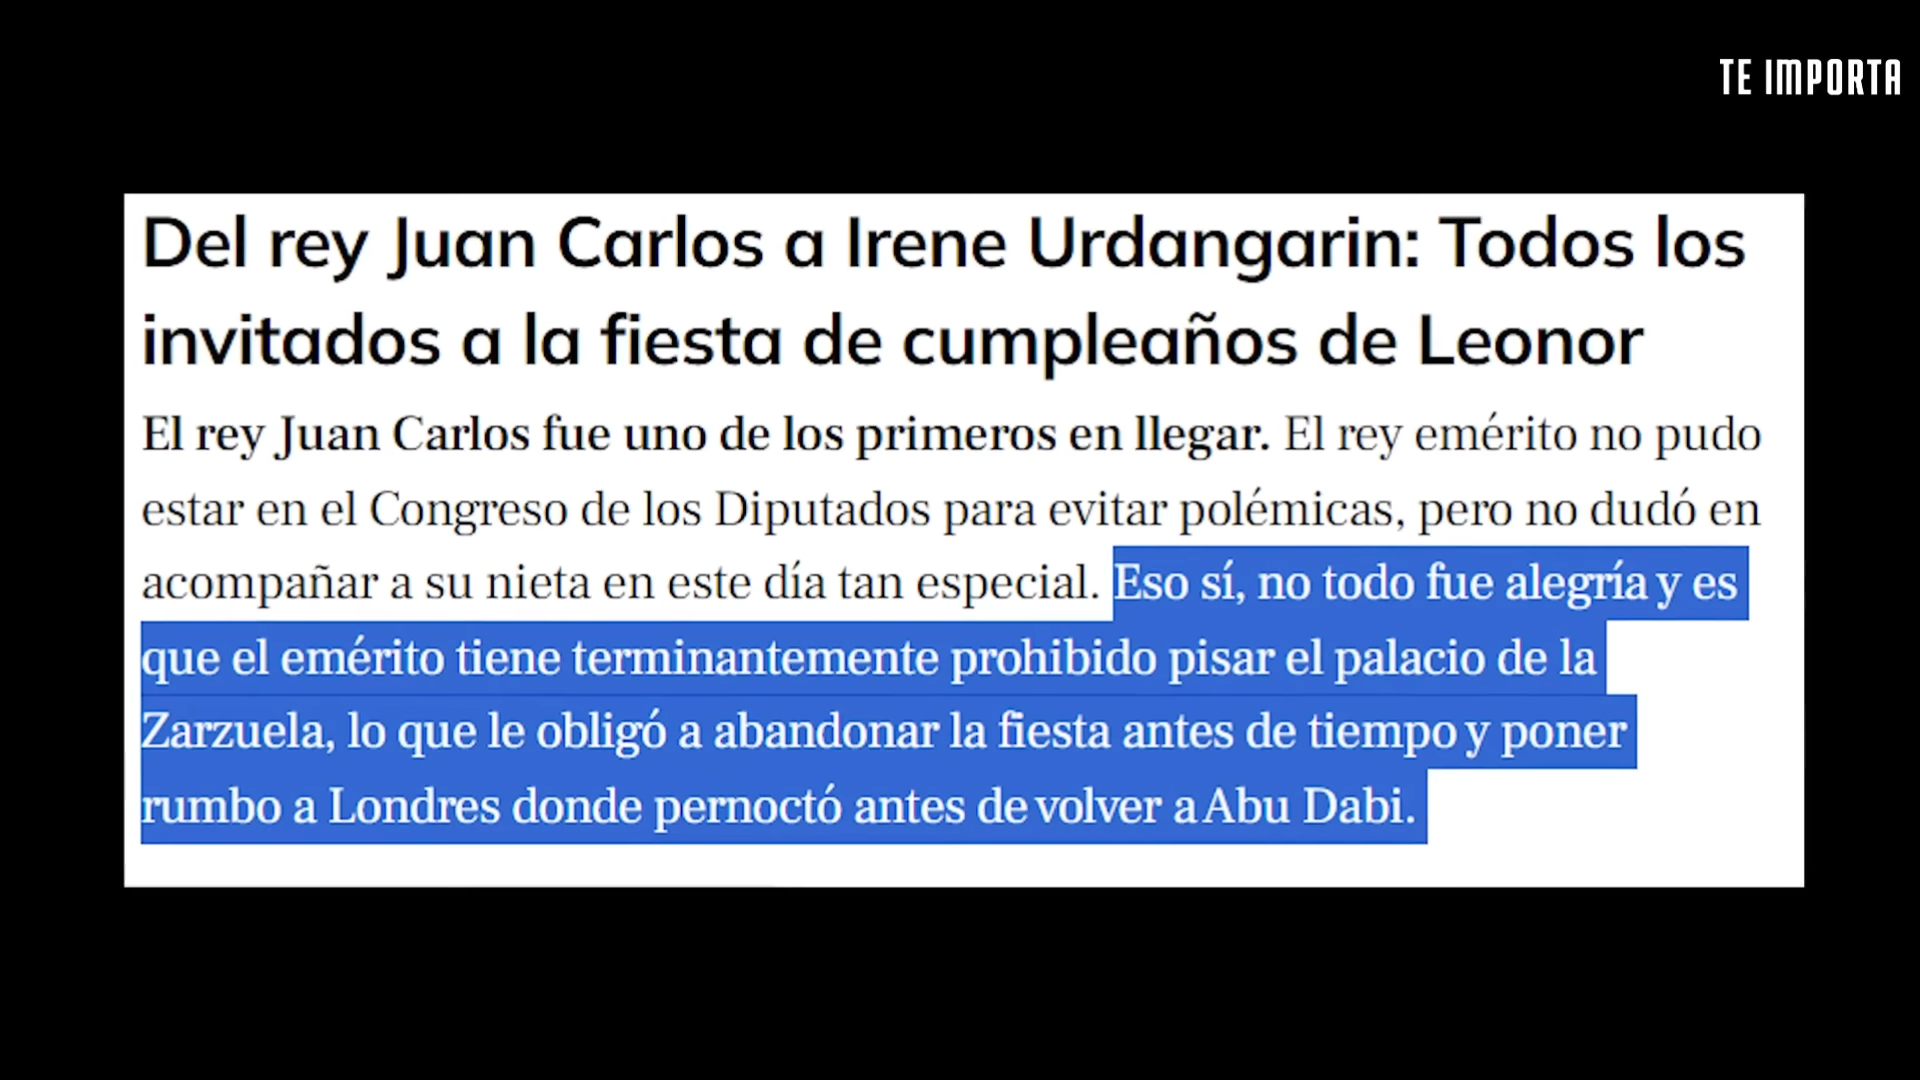 TE IMPORTA
Del rey Juan Carlos a Irene Urdangarin: Todos los
invitados a la fiesta de cumpleaños de Leonor
El rey Juan Carlos fue uno de los primeros en llegar. El rey emérito no pudo
estar en el Congreso de los Diputados para evitar polémicas, pero no dudó en
acompañar a su nieta en este día tan especial. Eso sí, no todo fue alegría y es
que el emérito tiene terminantemente prohibido pisar el palacio de la
Zarzuela, lo que le obligó a abandonar la fiesta antes de tiempo y poner
rumbo a Londres donde pernoctó antes de volver a Abu Dabi.